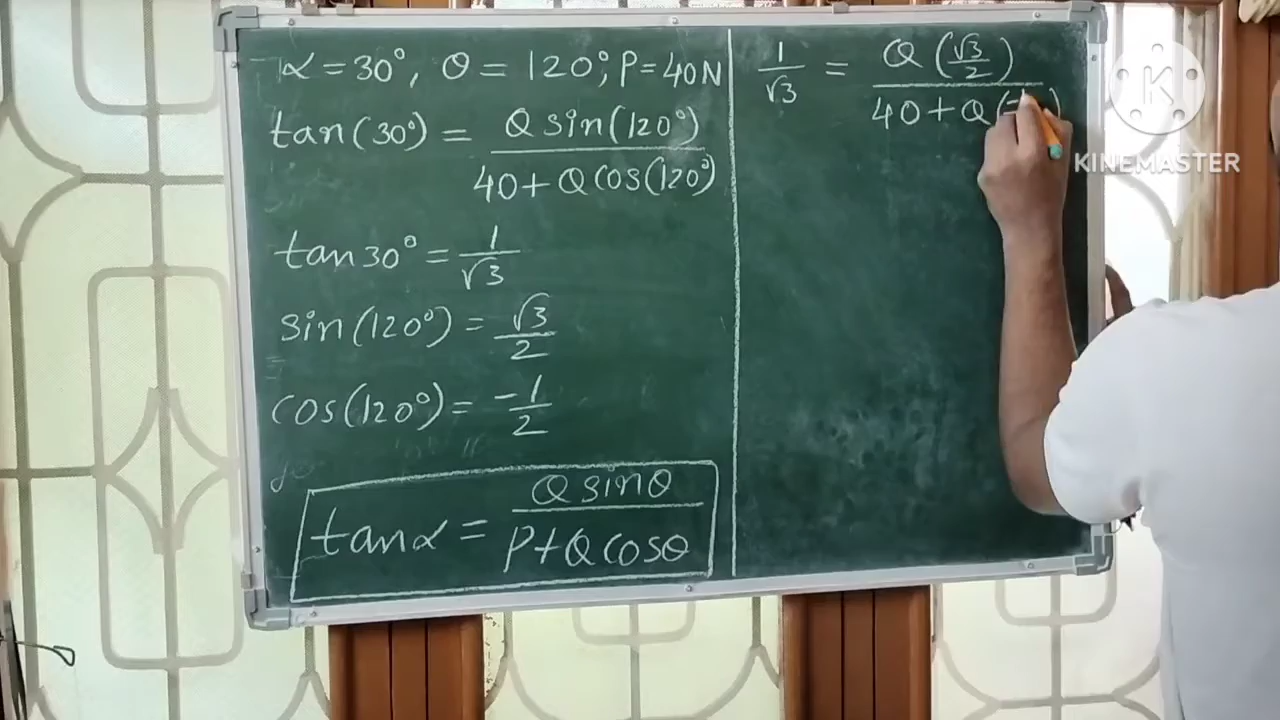 α = 30°, θ = 120°; P = 40N
tan(30°) = Q sin(120°) / 40 + Q cos(120°)
tan 30° = 1/√3
sin(120°) = √3/2
cos(120°) = -1/2
tanα = Q sinθ / P + Q cosθ
1/√3 = Q (√3/2) / 40 + Q (
K
KINEMASTER